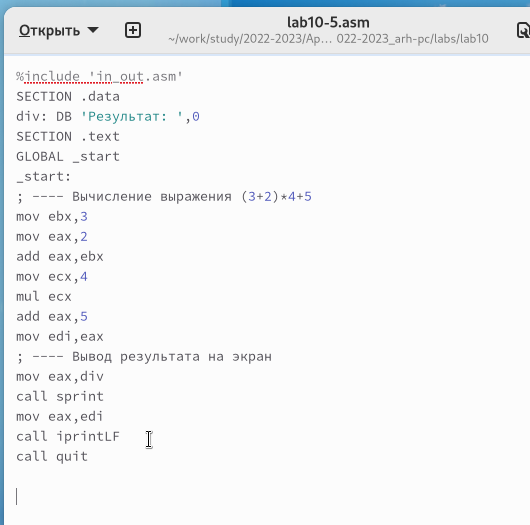 Открыть
lab10-5.asm
~/work/study/2022-2023/Ap... 022-2023_arh-pc/labs/lab10
%include 'in_out.asm'
SECTION .data
div: DB 'Результат: ',0
SECTION .text
GLOBAL _start
_start:
; ---- Вычисление выражения (3+2)*4+5
mov ebx,3
mov eax,2
add eax,ebx
mov ecx,4
mul ecx
add eax,5
mov edi,eax
; ---- Вывод результата на экран
mov eax,div
call sprint
mov eax,edi
call iprintLF
call quit